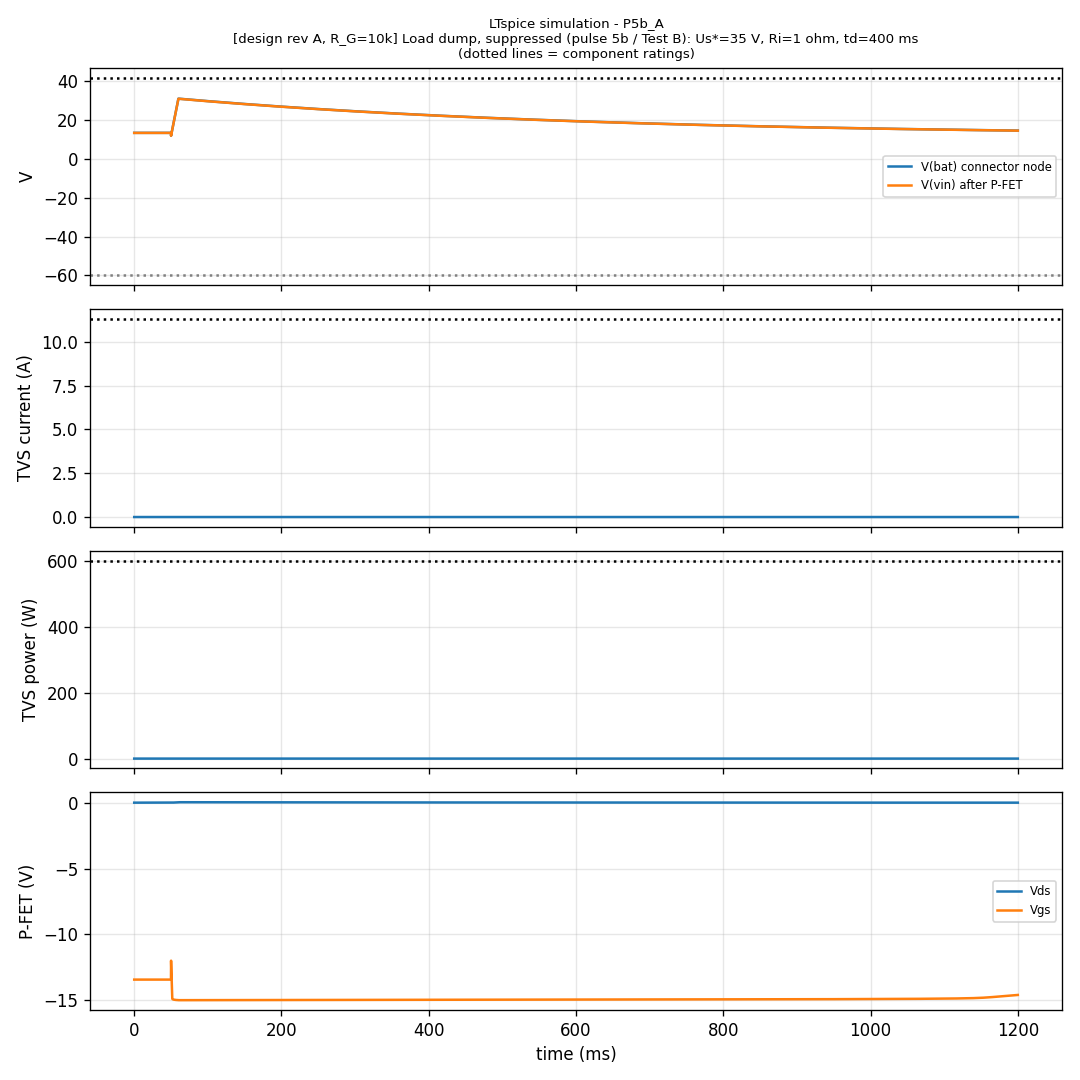 LTspice simulation - P5b_A
[design rev A, R_G=10k] Load dump, suppressed (pulse 5b / Test B): Us*=35 V, Ri=1 ohm, td=400 ms
(dotted lines = component ratings)
40
20
0
−20
−40
−60
V
V(bat) connector node
V(vin) after P-FET
10.0
7.5
5.0
2.5
0.0
TVS current (A)
600
400
200
0
TVS power (W)
0
−5
−10
−15
P-FET (V)
Vds
Vgs
0
200
400
600
800
1000
1200
time (ms)